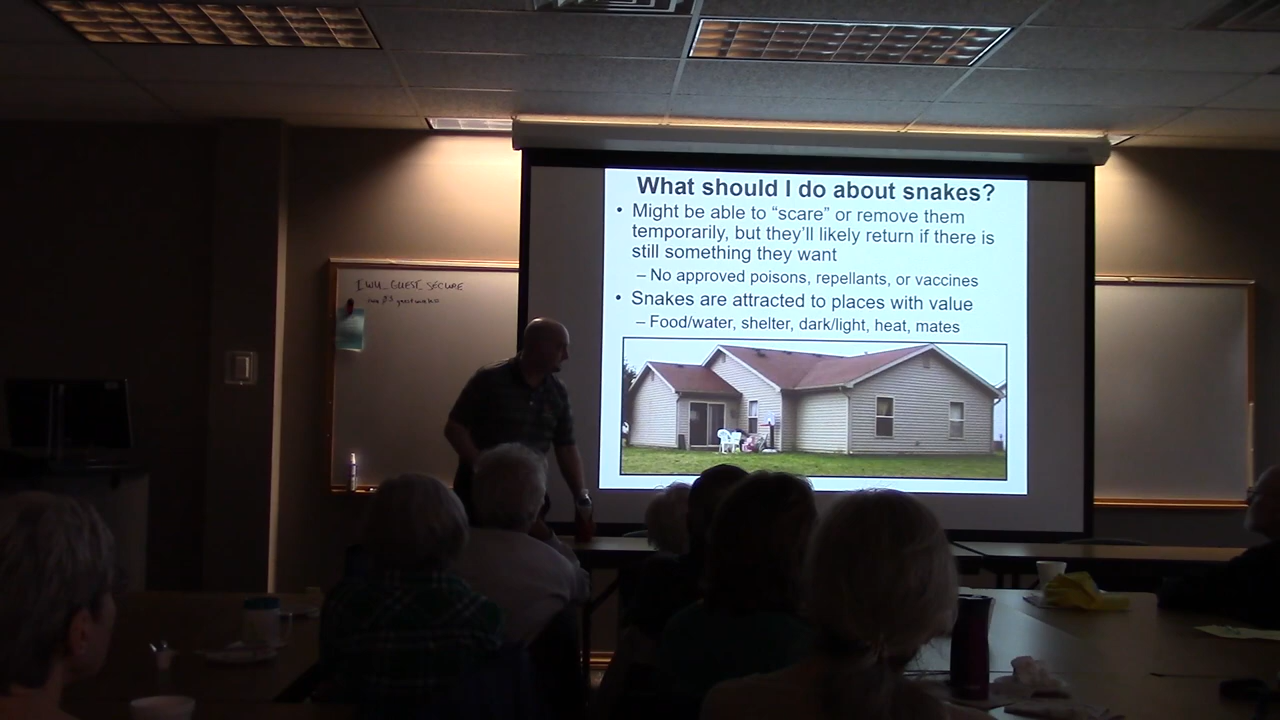 What should I do about snakes?
• Might be able to “scare” or remove them
temporarily, but they’ll likely return if there is
still something they want
– No approved poisons, repellants, or vaccines
• Snakes are attracted to places with value
– Food/water, shelter, dark/light, heat, mates
IWU_GUEST_SECURE